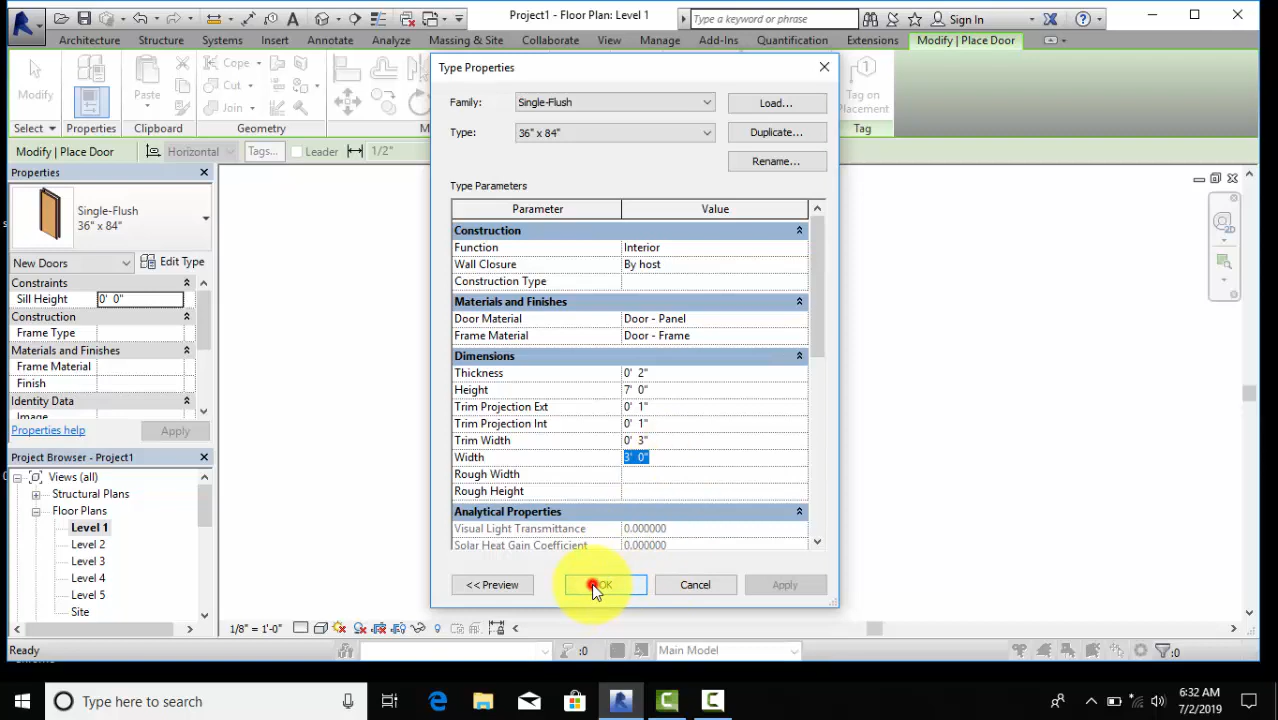 Project1 - Floor Plan: Level 1
Type a keyword or phrase
Sign In
Architecture Structure Systems Insert Annotate Analyze Massing & Site Collaborate View Manage Add-Ins Quantification Extensions Modify | Place Door
Modify
Properties
Paste
Cope
Cut
Join
Tag on
Placement
Select Properties Clipboard Geometry M Tag
Modify | Place Door Horizontal Tags... Leader 1/2"
Properties
Single-Flush
36" x 84"
New Doors Edit Type
Constraints
Sill Height 0' 0"
Construction
Frame Type
Materials and Finishes
Frame Material
Finish
Identity Data
Image
Properties help Apply
Project Browser - Project1
Views (all)
Structural Plans
Floor Plans
Level 1
Level 2
Level 3
Level 4
Level 5
Site
Type Properties
Family: Single-Flush Load...
Type: 36" x 84" Duplicate...
Rename...
Type Parameters
Parameter Value
Construction
Function Interior
Wall Closure By host
Construction Type
Materials and Finishes
Door Material Door - Panel
Frame Material Door - Frame
Dimensions
Thickness 0' 2"
Height 7' 0"
Trim Projection Ext 0' 1"
Trim Projection Int 0' 1"
Trim Width 0' 3"
Width 3' 0"
Rough Width
Rough Height
Analytical Properties
Visual Light Transmittance 0.000000
Solar Heat Gain Coefficient 0.000000
<< Preview OK Cancel Apply
1/8" = 1'-0"
Ready :0 Main Model :0
Type here to search
6:32 AM
7/2/2019